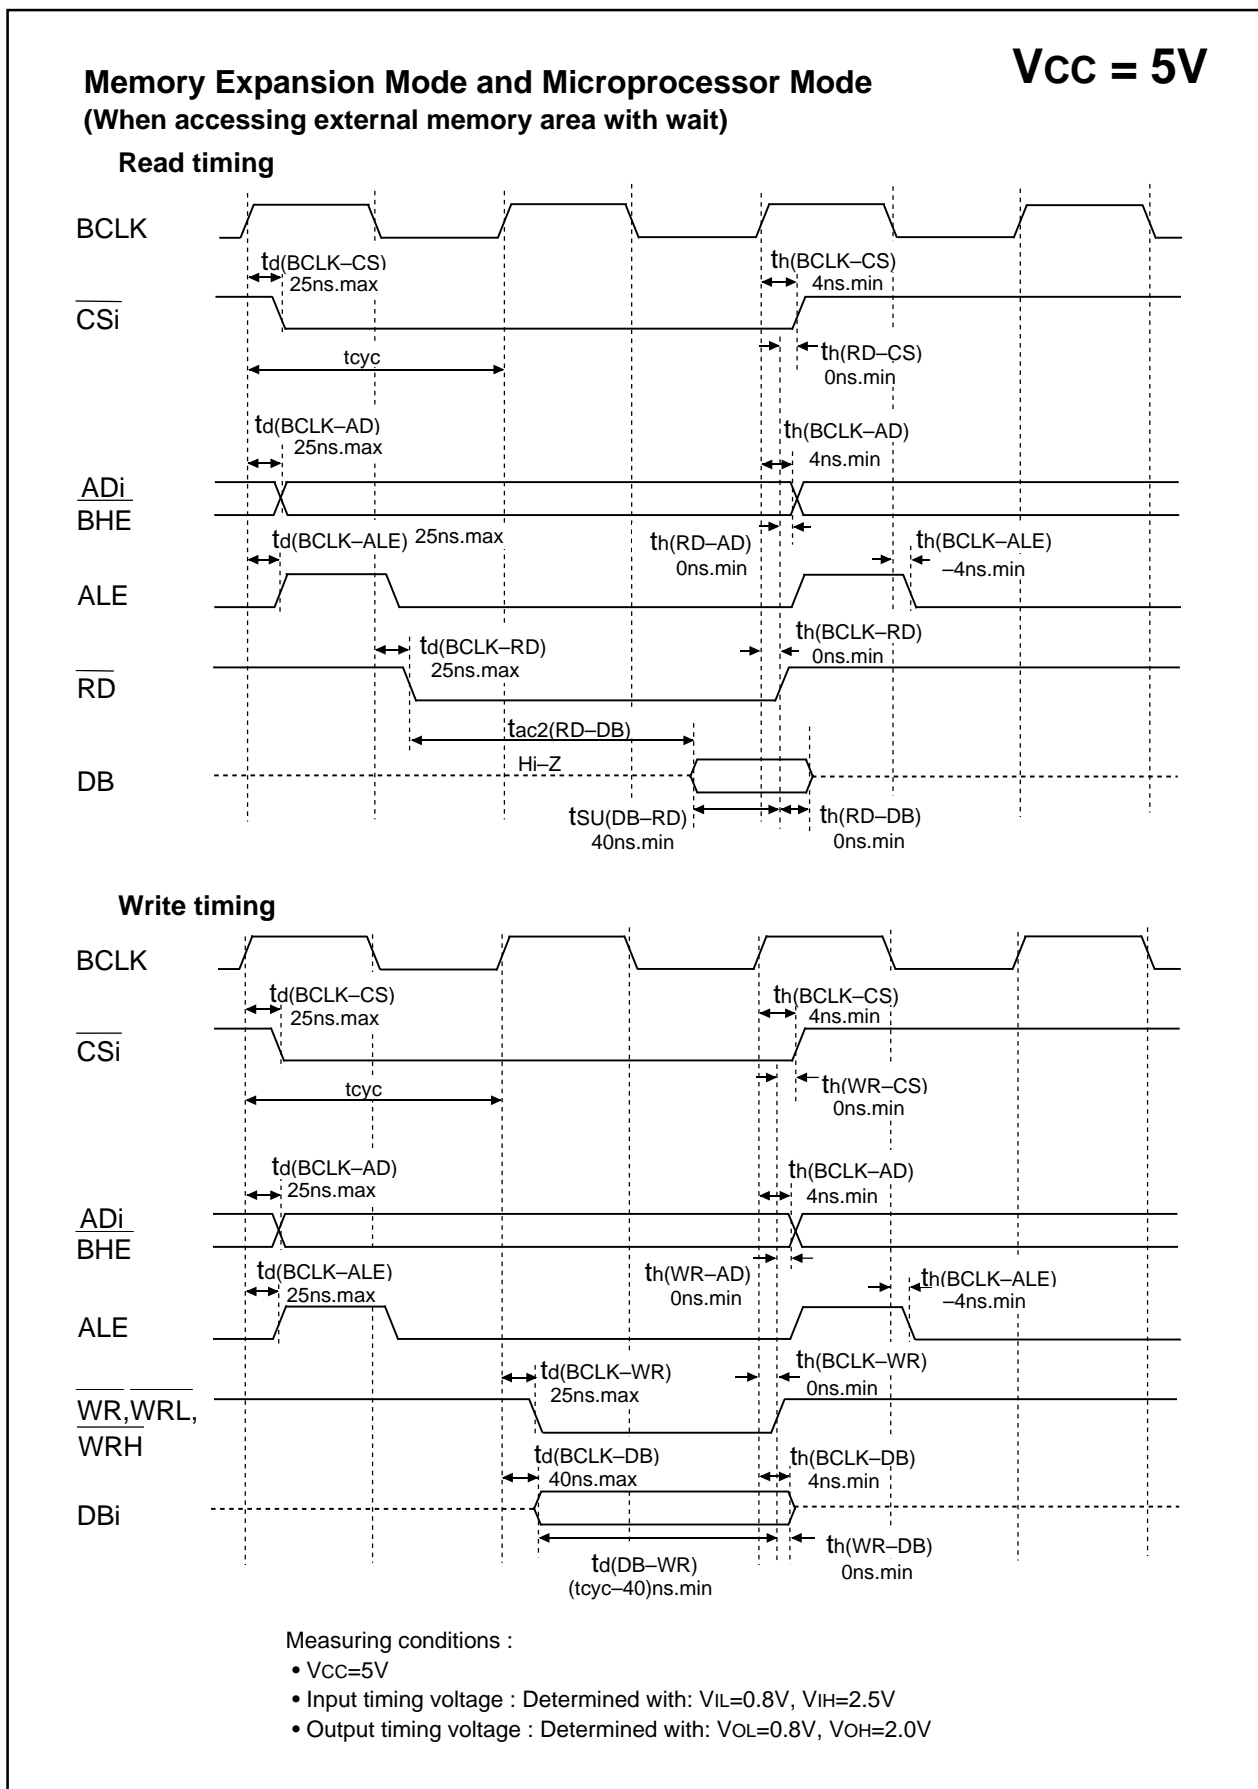 VCC = 5V
Memory Expansion Mode and Microprocessor Mode
(When accessing external memory area with wait)
Read timing
BCLK
td(BCLK–CS)
25ns.max
th(BCLK–CS)
4ns.min
CSi
tcyc
th(RD–CS)
0ns.min
td(BCLK–AD)
25ns.max
th(BCLK–AD)
4ns.min
ADi
BHE
td(BCLK–ALE) 25ns.max
th(RD–AD)
0ns.min
th(BCLK–ALE)
–4ns.min
ALE
td(BCLK–RD)
25ns.max
th(BCLK–RD)
0ns.min
RD
tac2(RD–DB)
Hi–Z
DB
tSU(DB–RD)
40ns.min
th(RD–DB)
0ns.min
Write timing
BCLK
td(BCLK–CS)
25ns.max
th(BCLK–CS)
4ns.min
CSi
tcyc
th(WR–CS)
0ns.min
td(BCLK–AD)
25ns.max
th(BCLK–AD)
4ns.min
ADi
BHE
td(BCLK–ALE)
25ns.max
th(WR–AD)
0ns.min
th(BCLK–ALE)
–4ns.min
ALE
td(BCLK–WR)
25ns.max
th(BCLK–WR)
0ns.min
WR,WRL,
WRH
td(BCLK–DB)
40ns.max
th(BCLK–DB)
4ns.min
DBi
td(DB–WR)
(tcyc–40)ns.min
th(WR–DB)
0ns.min
Measuring conditions :
• VCC=5V
• Input timing voltage : Determined with: VIL=0.8V, VIH=2.5V
• Output timing voltage : Determined with: VOL=0.8V, VOH=2.0V